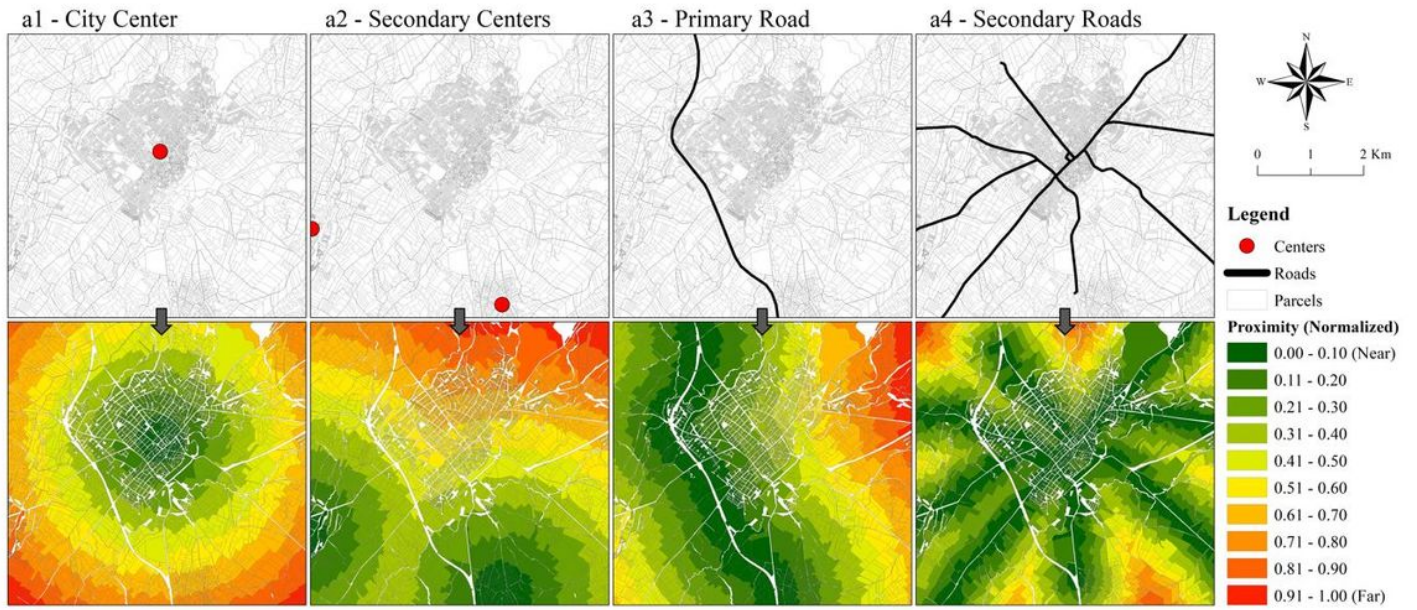 a1 - City Center
a2 - Secondary Centers
a3 - Primary Road
a4 - Secondary Roads
N
W
E
S
0 1 2 Km
Legend
Centers
Roads
Parcels
Proximity (Normalized)
0.00 - 0.10 (Near)
0.11 - 0.20
0.21 - 0.30
0.31 - 0.40
0.41 - 0.50
0.51 - 0.60
0.61 - 0.70
0.71 - 0.80
0.81 - 0.90
0.91 - 1.00 (Far)